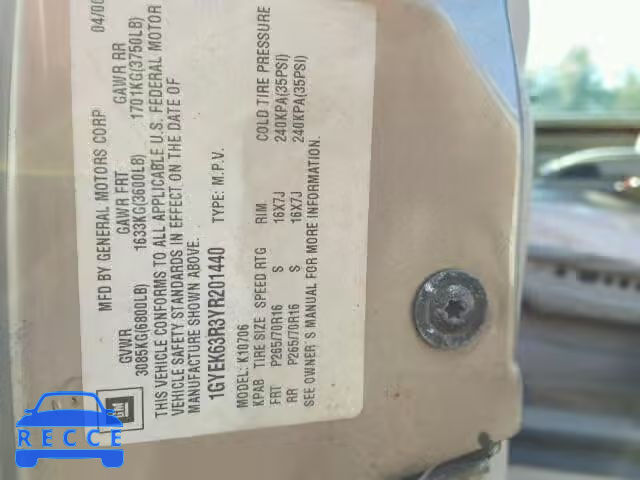 MFD BY GENERAL MOTORS CORP 04/00
GVWR GAWR FRT GAWR RR
3085KG(6800LB) 1633KG(3600LB) 1701KG(3750LB)
THIS VEHICLE CONFORMS TO ALL APPLICABLE U.S. FEDERAL MOTOR
VEHICLE SAFETY STANDARDS IN EFFECT ON THE DATE OF
MANUFACTURE SHOWN ABOVE.
1GYEKG3R3YR201440 TYPE: M.P.V.
MODEL: K10706
KPAB TIRE SIZE SPEED RTG RIM COLD TIRE PRESSURE
FRT P265/70R16 S 16X7J 240KPA(35PSI)
RR P265/70R16 S 16X7J 240KPA(35PSI)
SEE OWNER'S MANUAL FOR MORE INFORMATION.
GM
RECCE